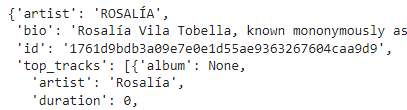 {'artist': 'ROSALÍA',
'bio': 'Rosalía Vila Tobella, known mononymously as
'id': '1761d9bdb3a09e7e0e1d55ae9363267604caa9d9',
'top_tracks': [{'album': None,
'artist': 'Rosalía',
'duration': 0,